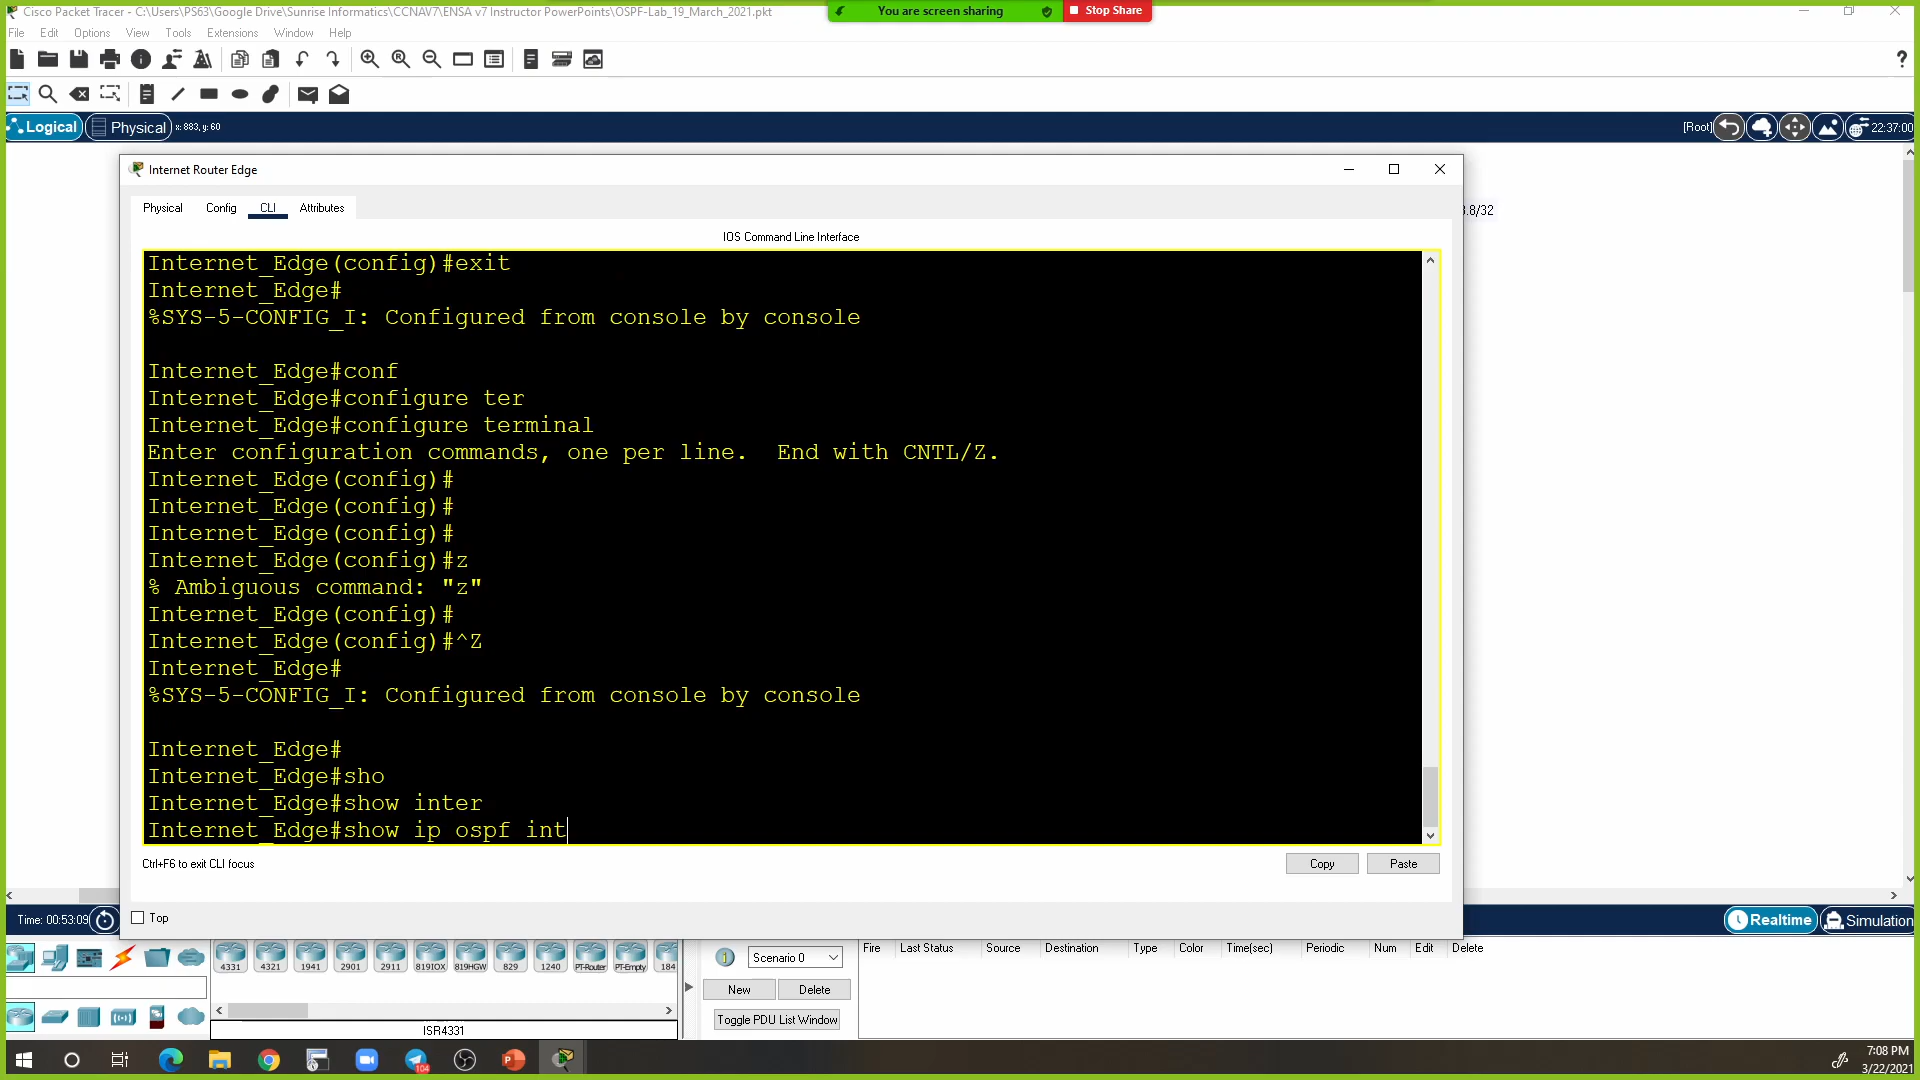 Cisco Packet Tracer - C:\Users\PS63\Google Drive\Sunrise Informatics\CCNAV7\ENSA v7 Instructor PowerPoints\OSPF-Lab_19_March_2021.pkt
You are screen sharing
Stop Share
File Edit Options View Tools Extensions Window Help
Logical
Physical
x: 883, y: 60
[Root]
22:37:00
Internet Router Edge
Physical Config CLI Attributes
3.8/32
IOS Command Line Interface
Internet_Edge(config)#exit
Internet_Edge#
%SYS-5-CONFIG_I: Configured from console by console
Internet_Edge#conf
Internet_Edge#configure ter
Internet_Edge#configure terminal
Enter configuration commands, one per line.  End with CNTL/Z.
Internet_Edge(config)#
Internet_Edge(config)#
Internet_Edge(config)#
Internet_Edge(config)#z
% Ambiguous command: "z"
Internet_Edge(config)#
Internet_Edge(config)#^Z
Internet_Edge#
%SYS-5-CONFIG_I: Configured from console by console
Internet_Edge#
Internet_Edge#sho
Internet_Edge#show inter
Internet_Edge#show ip ospf int
Ctrl+F6 to exit CLI focus
Copy
Paste
Top
Time: 00:53:09
Realtime
Simulation
4331 4321 1941 2901 2911 819IOX 819HGW 829 1240 PT-Router PT-Empty 184
ISR4331
Scenario 0
New
Delete
Toggle PDU List Window
Fire Last Status Source Destination Type Color Time(sec) Periodic Num Edit Delete
104
7:08 PM
3/22/2021